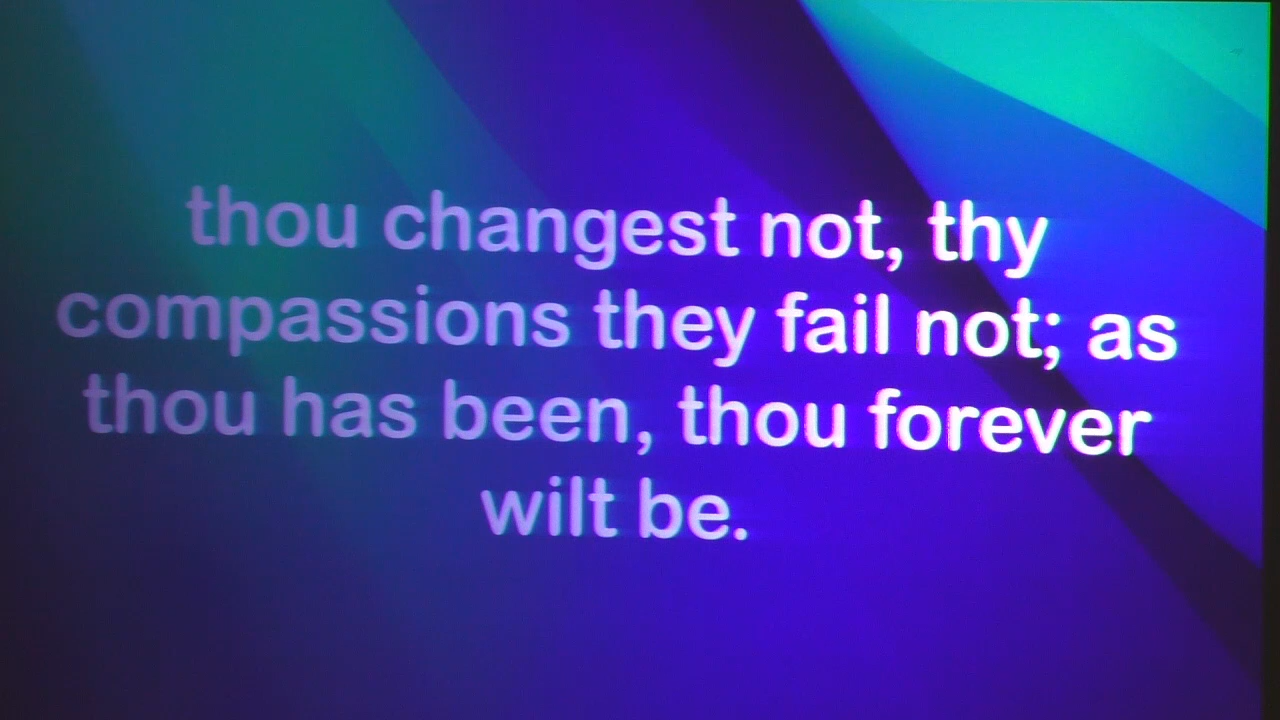 thou changest not, thy
compassions they fail not; as
thou has been, thou forever
wilt be.